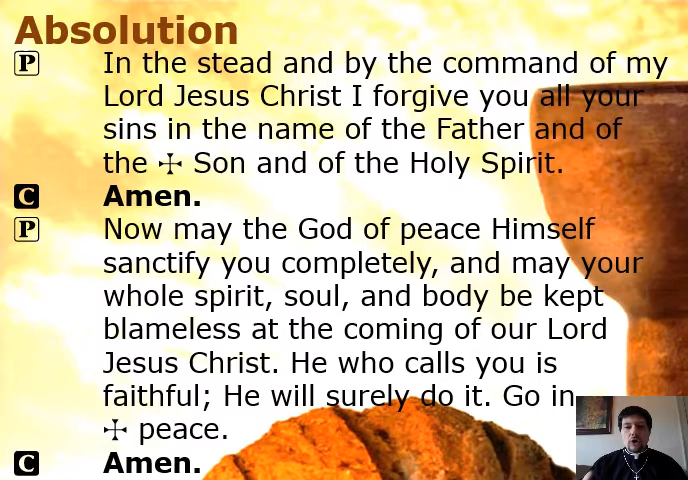 Absolution
P In the stead and by the command of my
Lord Jesus Christ I forgive you all your
sins in the name of the Father and of
the ☩ Son and of the Holy Spirit.
C Amen.
P Now may the God of peace Himself
sanctify you completely, and may your
whole spirit, soul, and body be kept
blameless at the coming of our Lord
Jesus Christ. He who calls you is
faithful; He will surely do it. Go in
☩ peace.
C Amen.